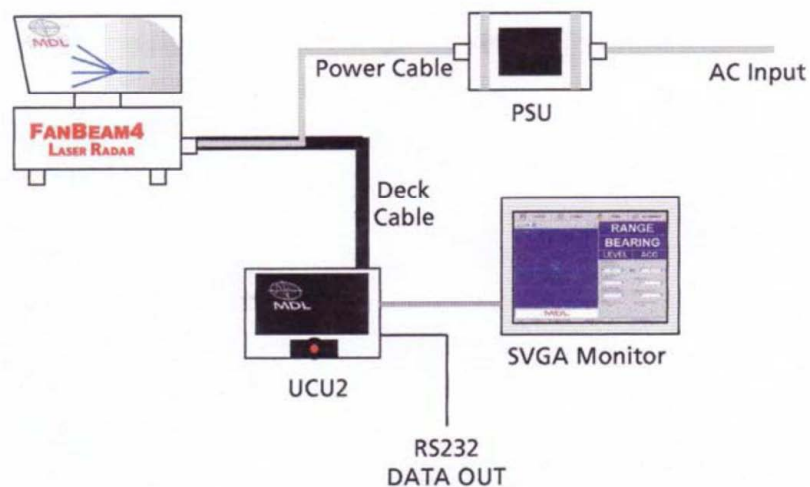 MDL
FANBEAM4
LASER RADAR
Power Cable
PSU
AC Input
Deck
Cable
MDL
UCU2
RANGE
BEARING
LEVEL ACC
MDL
SVGA Monitor
RS232
DATA OUT